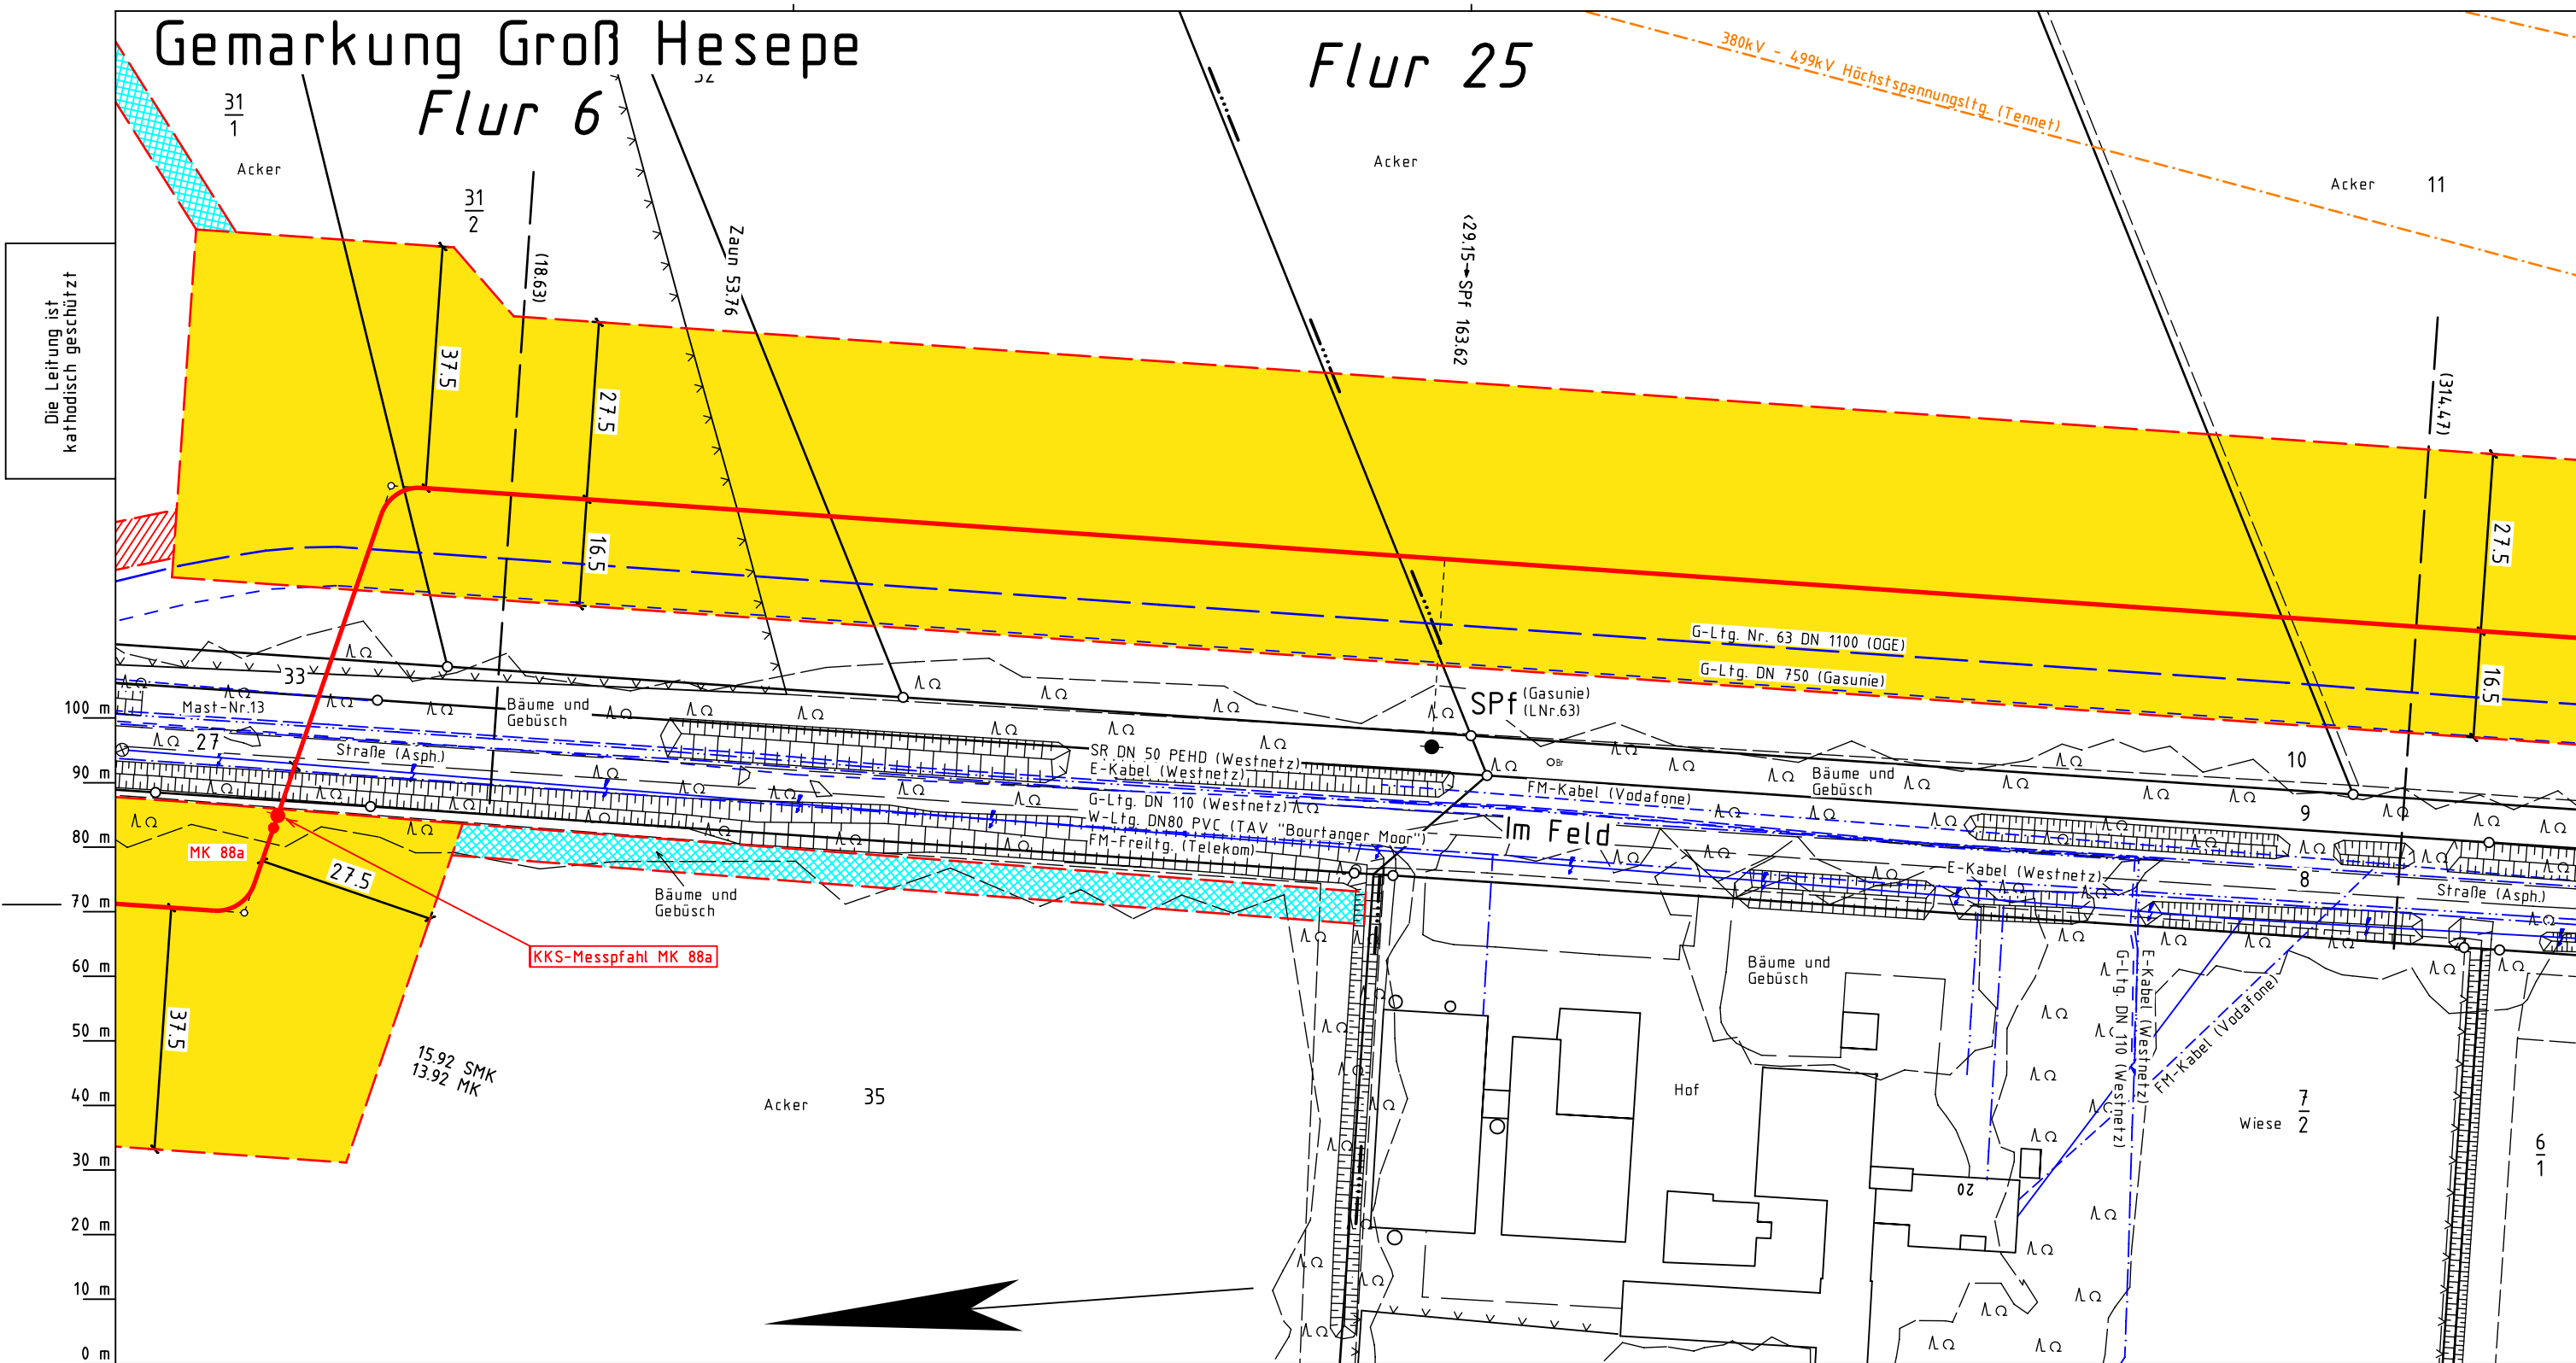 Gemarkung Groß Hesepe
Flur 6
Flur 25
380kV - 499kV Höchstspannungsltg. (Tennet)
31
1
Acker
31
2
32
Acker
Acker
11
Die Leitung ist
kathodisch geschützt
(18.63)
Zaun 53.76
<29.15→SPf 163.62
(314.47)
37.5
27.5
16.5
27.5
16.5
G-Ltg. Nr. 63 DN 1100 (OGE)
G-Ltg. DN 750 (Gasunie)
33
Mast-Nr.13
27
Straße (Asph.)
Bäume und
Gebüsch
SPf (Gasunie)
(LNr.63)
SR DN 50 PEHD (Westnetz)
E-Kabel (Westnetz)
G-Ltg. DN 110 (Westnetz)
W-Ltg. DN80 PVC (TAV "Bourtanger Moor")
FM-Freiltg. (Telekom)
Br
FM-Kabel (Vodafone)
Im Feld
Bäume und
Gebüsch
10
9
8
E-Kabel (Westnetz)
Straße (Asph.)
100 m
90 m
80 m
70 m
60 m
50 m
40 m
30 m
20 m
10 m
0 m
MK 88a
27.5
37.5
KKS-Messpfahl MK 88a
Bäume und
Gebüsch
15.92 SMK
13.92 MK
Acker
35
Bäume und
Gebüsch
Hof
20
E-Kabel (Westnetz)
G-Ltg. DN 110 (Westnetz)
FM-Kabel (Vodafone)
Wiese
7
2
6
1